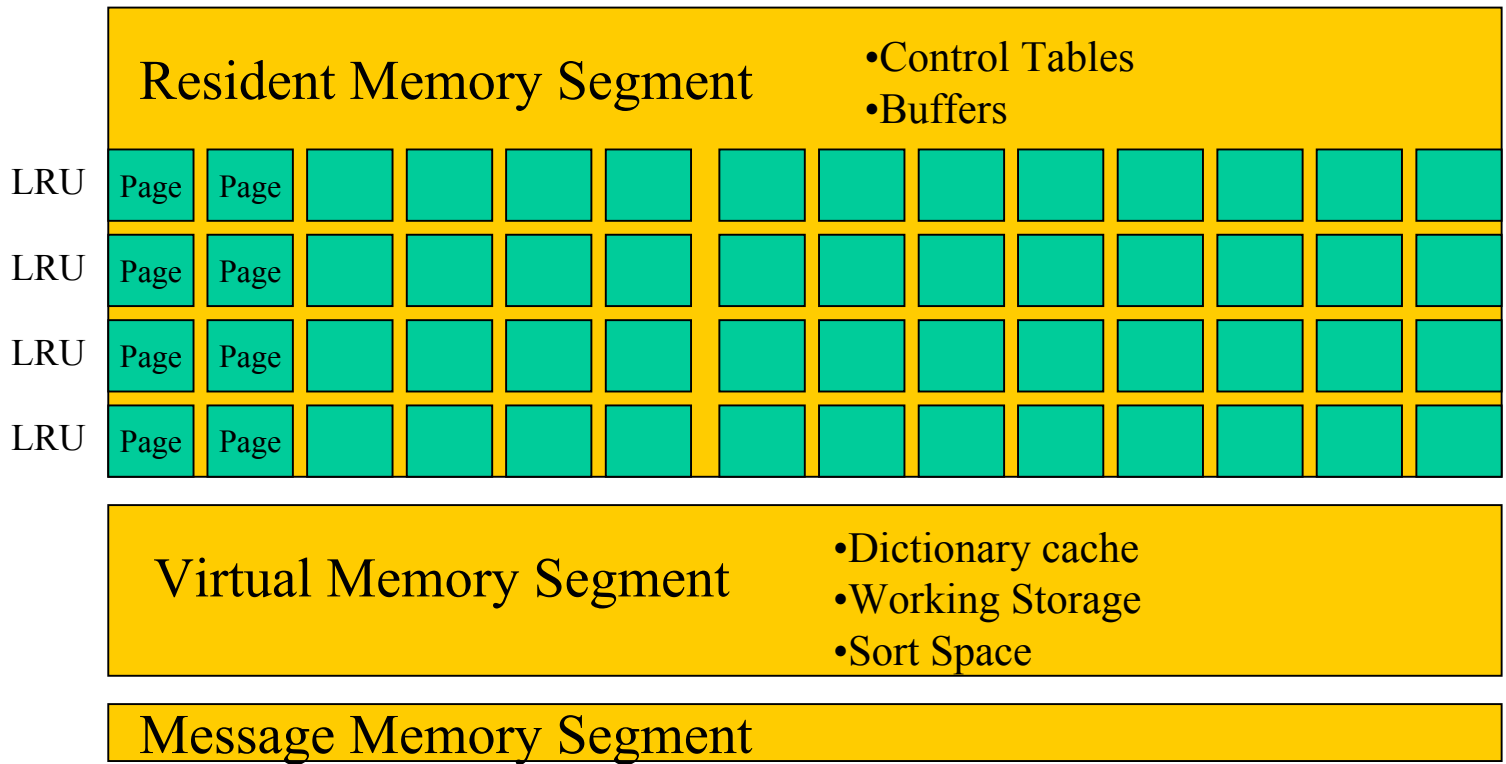 Resident Memory Segment
•Control Tables
•Buffers
LRU Page Page
LRU Page Page
LRU Page Page
LRU Page Page
Virtual Memory Segment
•Dictionary cache
•Working Storage
•Sort Space
Message Memory Segment